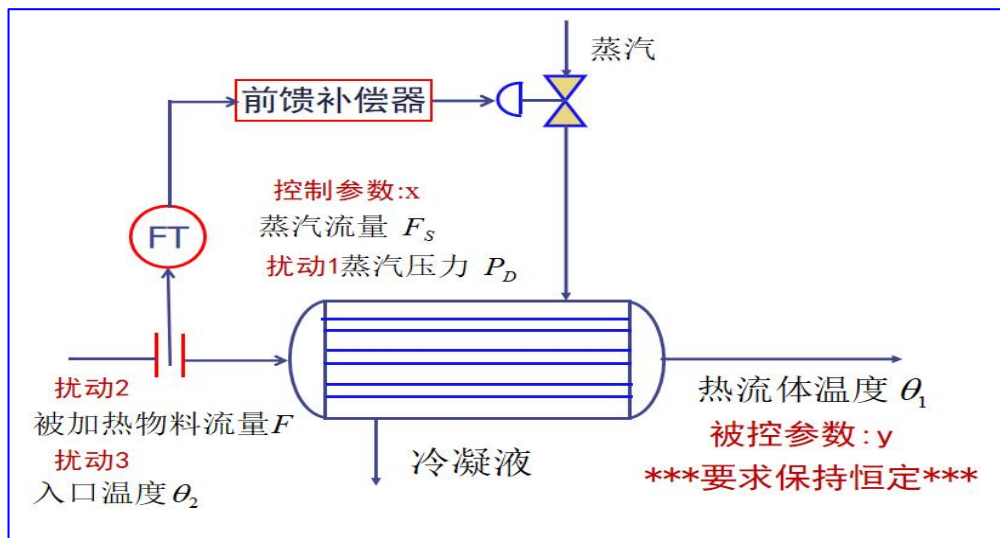 蒸汽
前馈补偿器
控制参数:x
蒸汽流量 F_S
FT
扰动1蒸汽压力 P_D
扰动2
被加热物料流量F
扰动3
入口温度θ_2
冷凝液
热流体温度 θ_1
被控参数:y
***要求保持恒定***